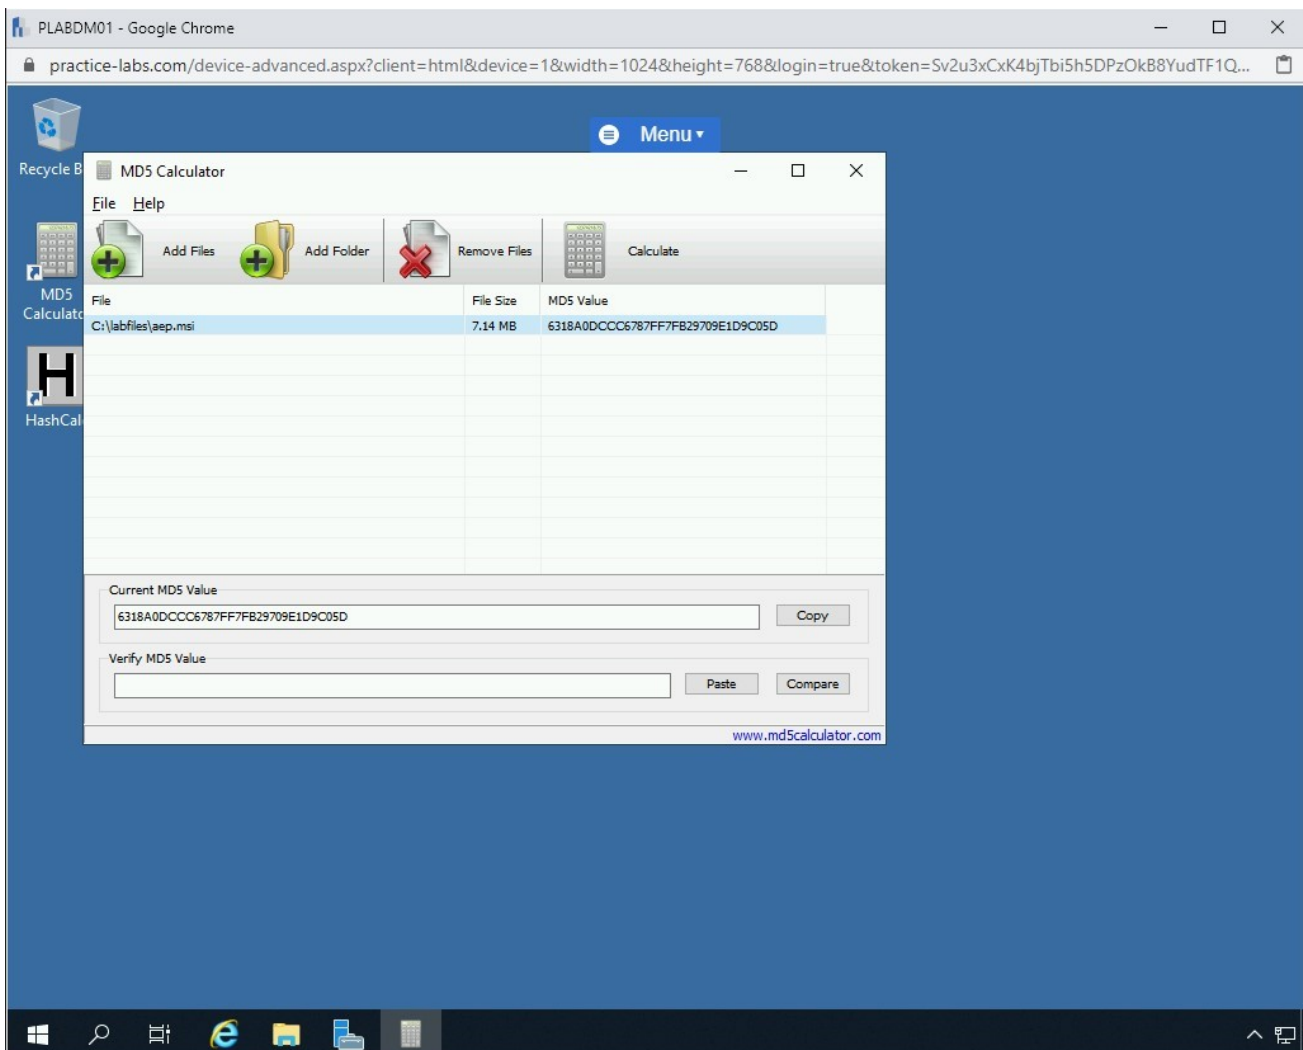 PLABDM01 - Google Chrome
practice-labs.com/device-advanced.aspx?client=html&device=1&width=1024&height=768&login=true&token=Sv2u3xCxK4bjTbi5h5DPzOkB8YudTF1Q...
Menu
Recycle B
MD5 Calculator
File Help
Add Files Add Folder Remove Files Calculate
MD5
Calculato
File File Size MD5 Value
C:\labfiles\aep.msi 7.14 MB 6318A0DCCC6787FF7FB29709E1D9C05D
H
HashCal
Current MD5 Value
6318A0DCCC6787FF7FB29709E1D9C05D Copy
Verify MD5 Value
Paste Compare
www.md5calculator.com